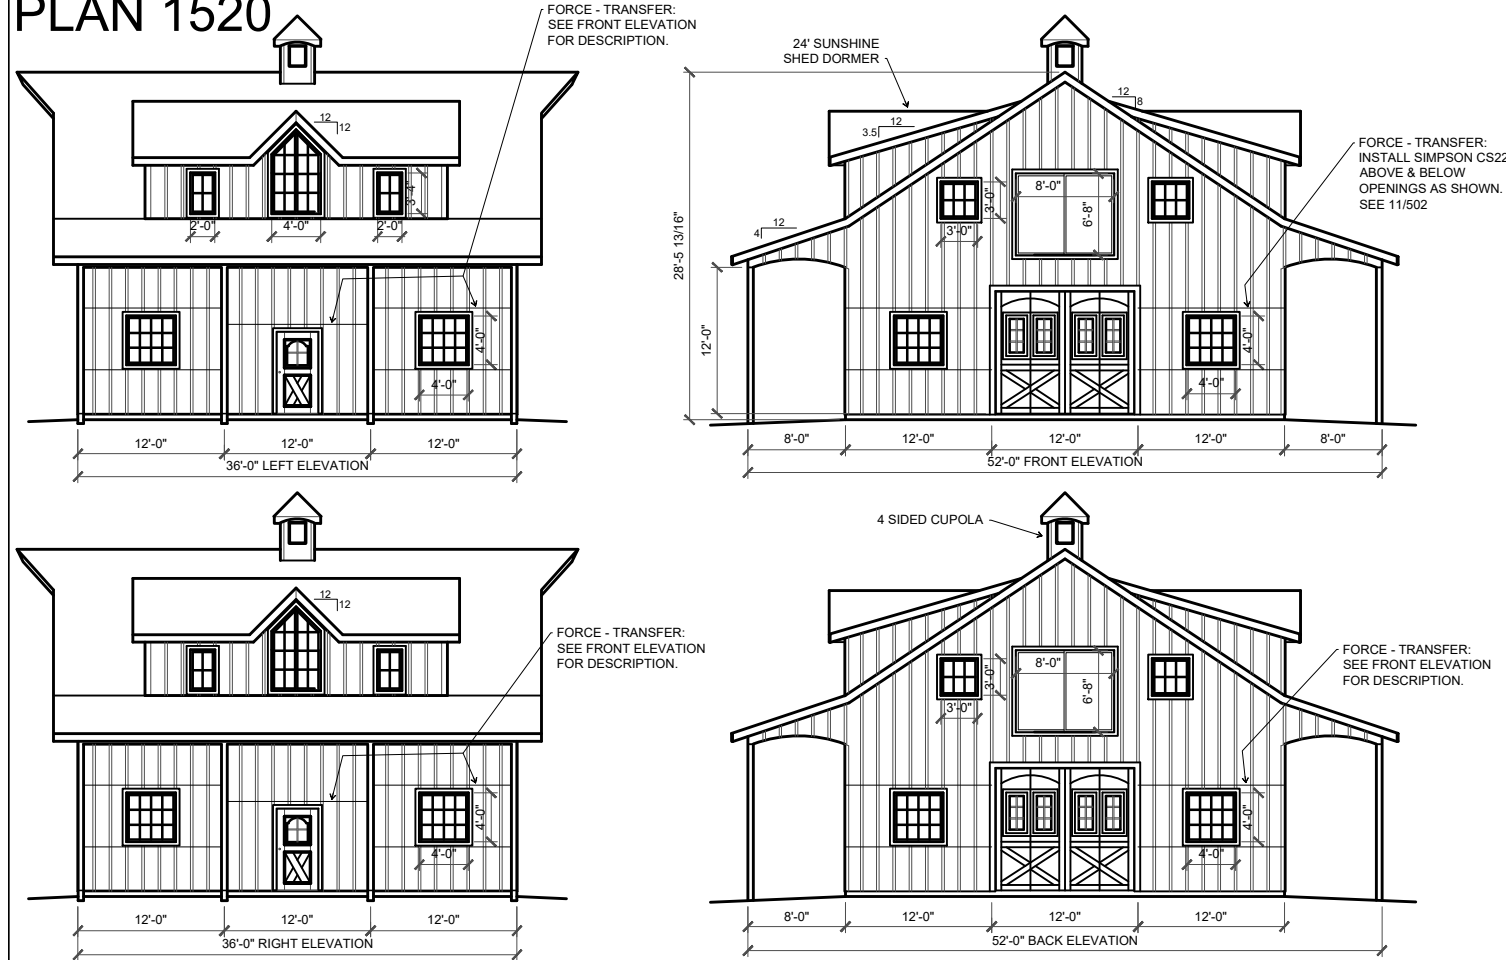 PLAN 1520
FORCE - TRANSFER:
SEE FRONT ELEVATION
FOR DESCRIPTION.
12
12
2'-0"
4'-0"
2'-0"
3'-4"
4'-0"
4'-0"
12'-0"
12'-0"
12'-0"
36'-0" LEFT ELEVATION
24' SUNSHINE
SHED DORMER
12
8
12
3.5
12
4
FORCE - TRANSFER:
INSTALL SIMPSON CS22
ABOVE & BELOW
OPENINGS AS SHOWN.
SEE 11/502
28'-5 13/16"
12'-0"
3'-0"
3'-0"
8'-0"
6'-8"
4'-0"
4'-0"
8'-0"
12'-0"
12'-0"
12'-0"
8'-0"
52'-0" FRONT ELEVATION
12
12
FORCE - TRANSFER:
SEE FRONT ELEVATION
FOR DESCRIPTION.
4'-0"
4'-0"
12'-0"
12'-0"
12'-0"
36'-0" RIGHT ELEVATION
4 SIDED CUPOLA
FORCE - TRANSFER:
SEE FRONT ELEVATION
FOR DESCRIPTION.
3'-0"
3'-0"
8'-0"
6'-8"
4'-0"
4'-0"
8'-0"
12'-0"
12'-0"
12'-0"
52'-0" BACK ELEVATION